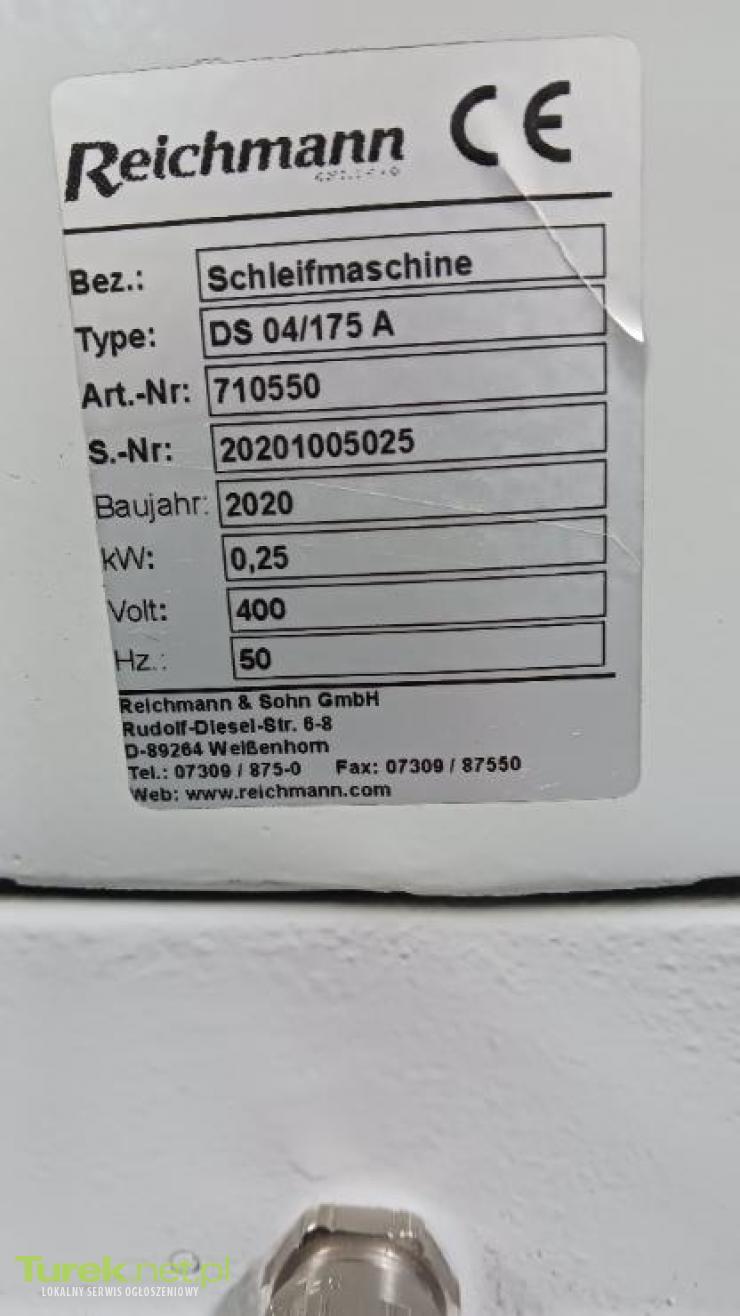 Reichmann CE
Bez.: Schleifmaschine
Type: DS 04/175 A
Art.-Nr: 710550
S.-Nr: 20201005025
Baujahr: 2020
kW: 0,25
Volt: 400
Hz.: 50
Reichmann & Sohn GmbH
Rudolf-Diesel-Str. 6-8
D-89264 Weißenhorn
Tel.: 07309 / 875-0 Fax: 07309 / 87550
Web: www.reichmann.com
Turek.net.pl
LOKALNY SERWIS OGŁOSZENIOWY